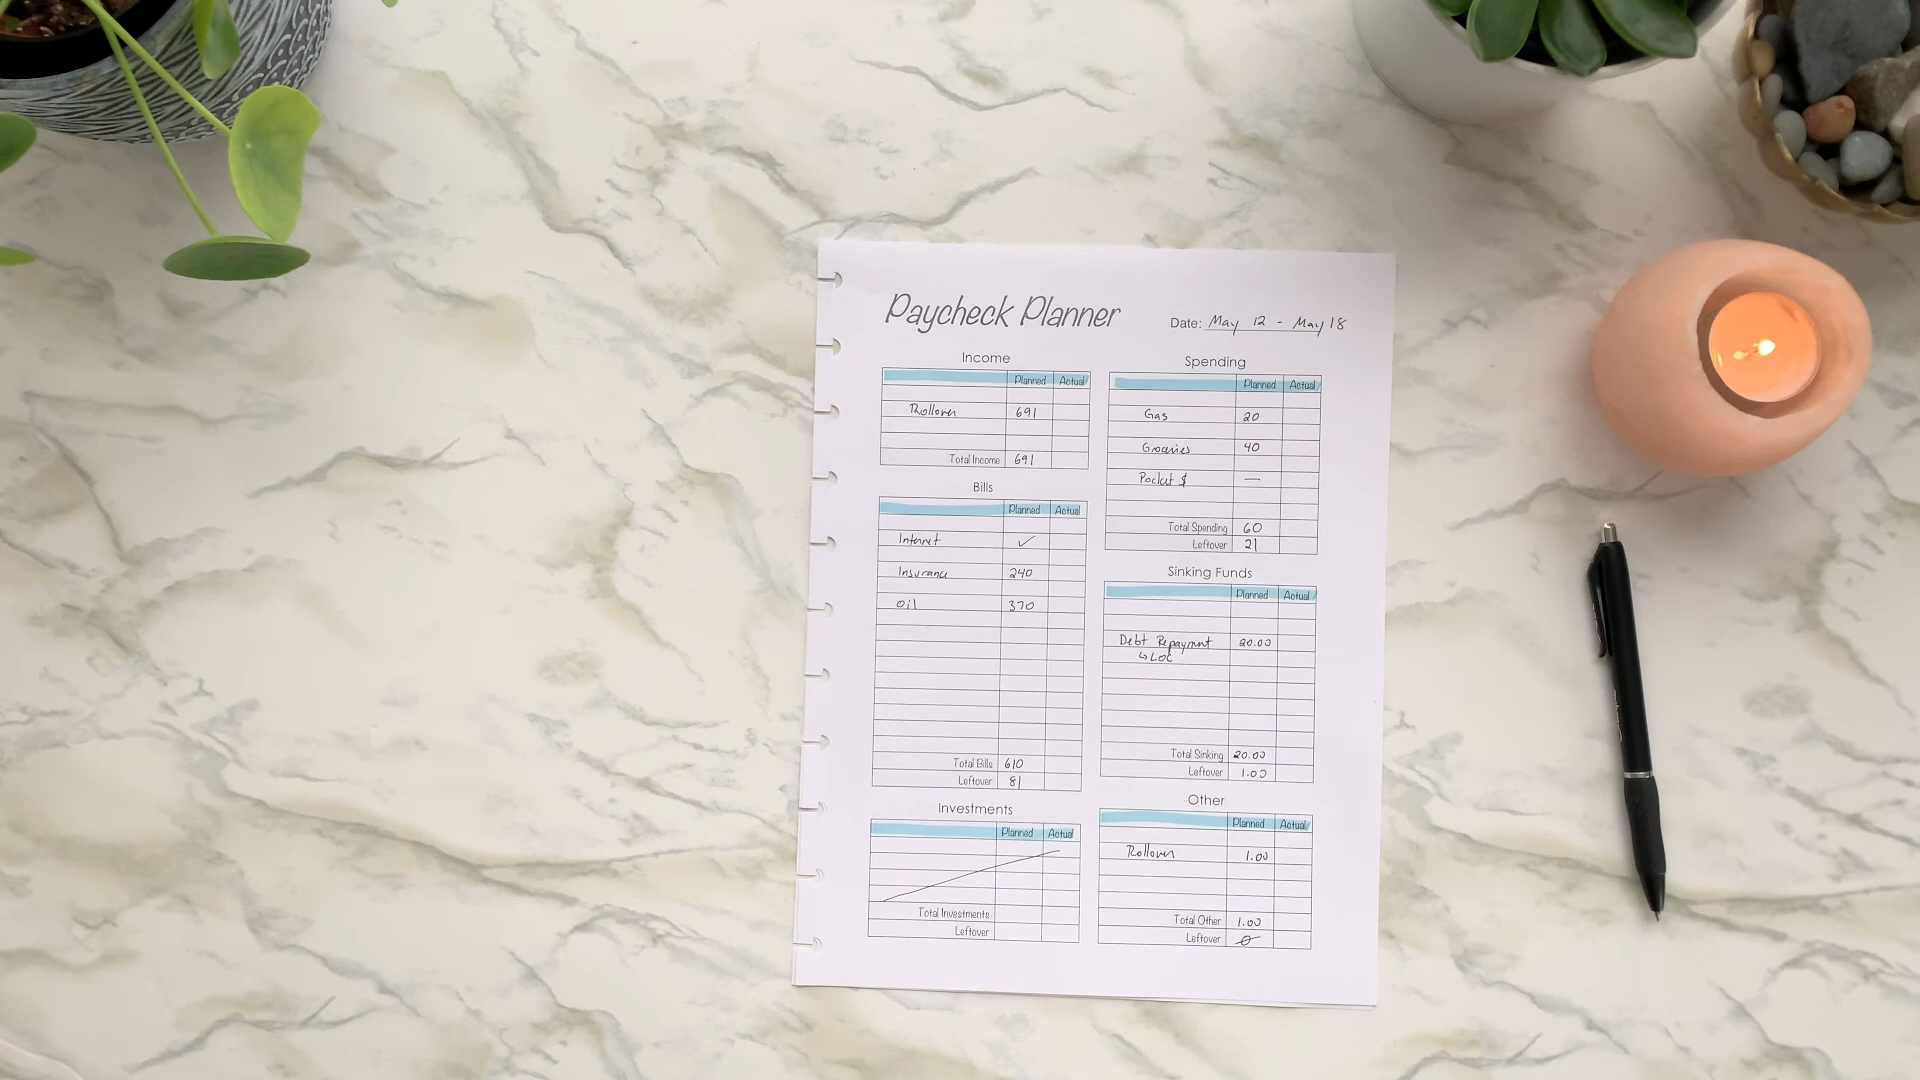 Paycheck Planner
Date: May 12 - May 18
Income
Planned Actual
Rollover 691
Total Income 691
Bills
Planned Actual
Internet ✓
Insurance 240
Oil 370
Total Bills 610
Leftover 81
Investments
Planned Actual
Total Investments
Leftover
Spending
Planned Actual
Gas 20
Groceries 40
Pocket $ —
Total Spending 60
Leftover 21
Sinking Funds
Planned Actual
Debt Repayment 20.00
↳ LOC
Total Sinking 20.00
Leftover 1.00
Other
Planned Actual
Rollover 1.00
Total Other 1.00
Leftover 0